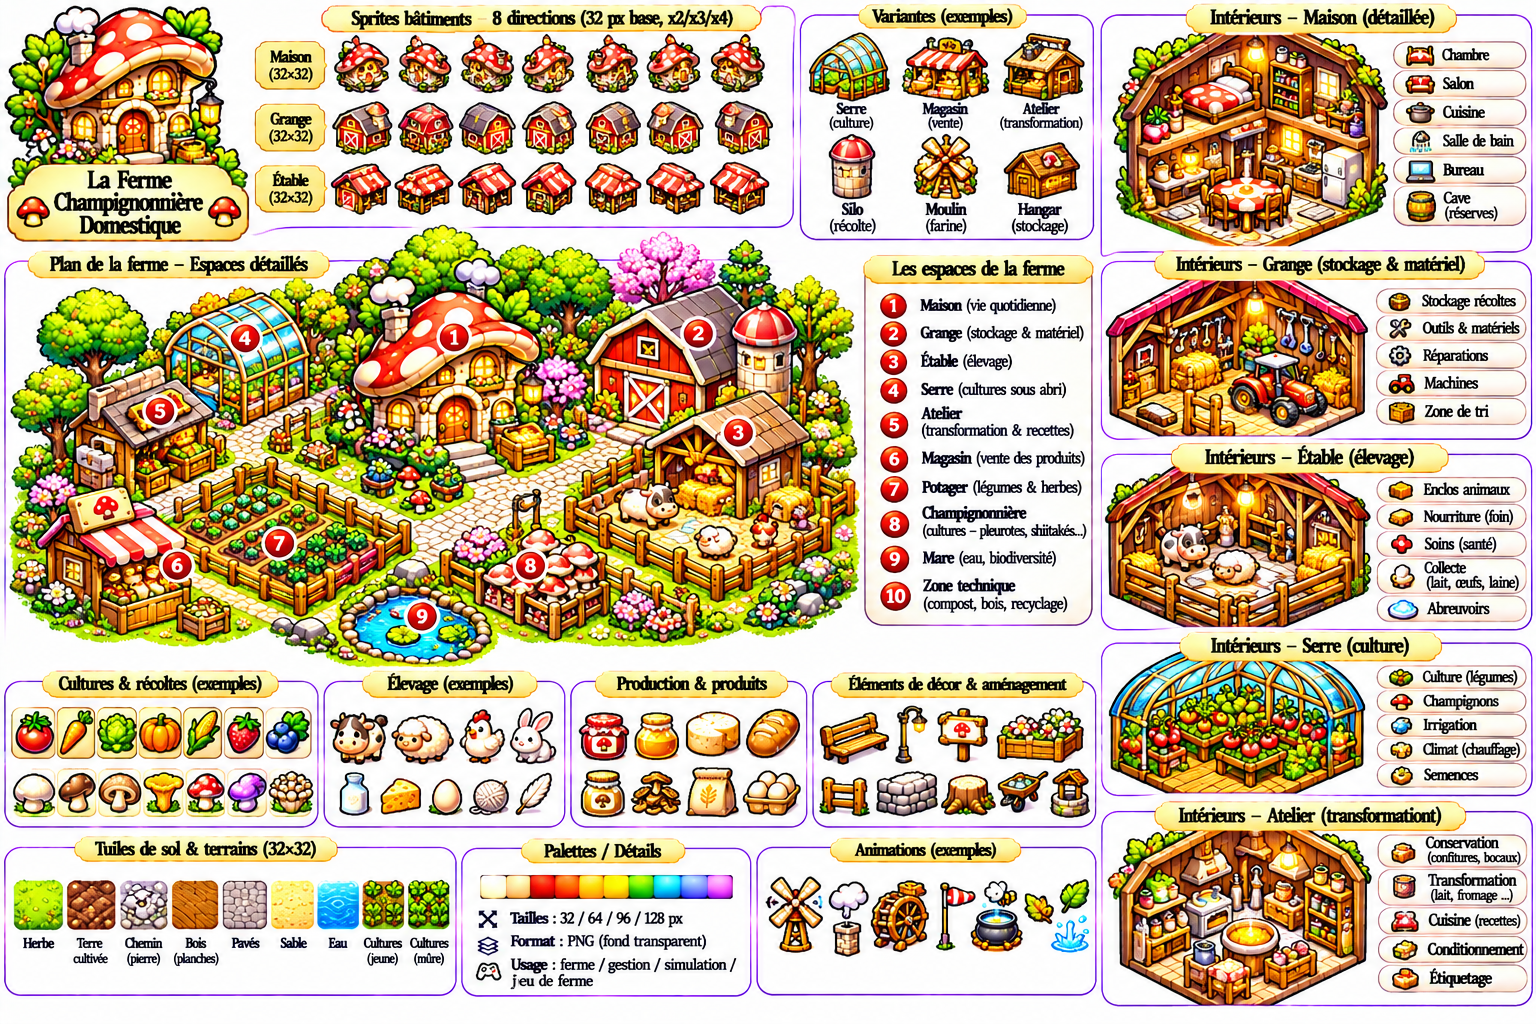 La Ferme
Champignonnière
Domestique
Sprites bâtiments – 8 directions (32 px base, x2/x3/x4)
Maison
(32×32)
Grange
(32×32)
Étable
(32×32)
Variantes (exemples)
Serre
(culture)
Magasin
(vente)
Atelier
(transformation)
Silo
(récolte)
Moulin
(farine)
Hangar
(stockage)
Intérieurs – Maison (détaillée)
Chambre
Salon
Cuisine
Salle de bain
Bureau
Cave
(réserves)
Plan de la ferme – Espaces détaillés
1
2
3
4
5
6
7
8
9
Les espaces de la ferme
1 Maison (vie quotidienne)
2 Grange (stockage & matériel)
3 Étable (élevage)
4 Serre (cultures sous abri)
5 Atelier
(transformation & recettes)
6 Magasin (vente des produits)
7 Potager (légumes & herbes)
8 Champignonnière
(cultures – pleurotes, shiitakés...)
9 Mare (eau, biodiversité)
10 Zone technique
(compost, bois, recyclage)
Intérieurs – Grange (stockage & matériel)
Stockage récoltes
Outils & matériels
Réparations
Machines
Zone de tri
Intérieurs – Étable (élevage)
Enclos animaux
Nourriture (foin)
Soins (santé)
Collecte
(lait, œufs, laine)
Abreuvoirs
Intérieurs – Serre (culture)
Culture (légumes)
Champignons
Irrigation
Climat (chauffage)
Semences
Intérieurs – Atelier (transformationt)
Conservation
(confitures, bocaux)
Transformation
(lait, fromage ...)
Cuisine (recettes)
Conditionnement
Étiquetage
Cultures & récoltes (exemples)
Élevage (exemples)
Production & produits
Éléments de décor & aménagement
Tuiles de sol & terrains (32×32)
Herbe
Terre
cultivée
Chemin
(pierre)
Bois
(planches)
Pavés
Sable
Eau
Cultures
(jeune)
Cultures
(mûre)
Palettes / Détails
Tailles : 32 / 64 / 96 / 128 px
Format : PNG (fond transparent)
Usage : ferme / gestion / simulation /
jeu de ferme
Animations (exemples)